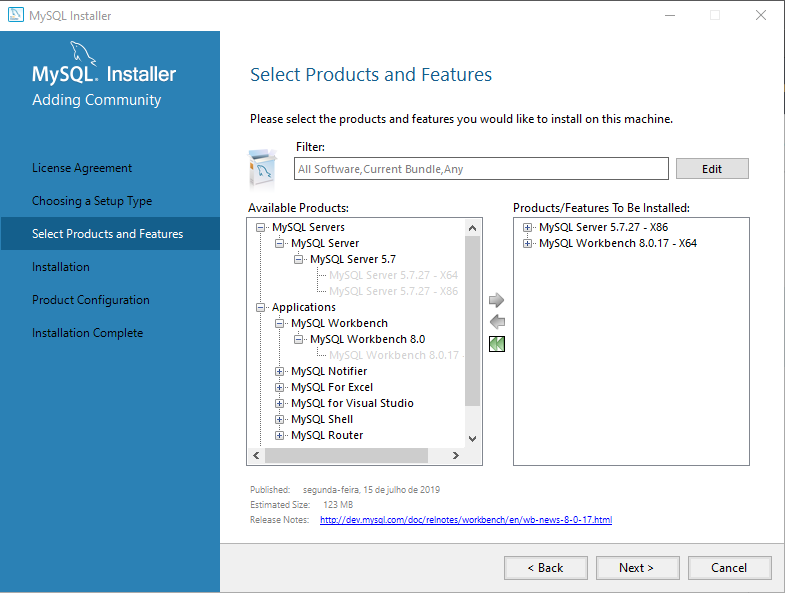 MySQL Installer
MySQL. Installer
Adding Community
License Agreement
Choosing a Setup Type
Select Products and Features
Installation
Product Configuration
Installation Complete
Select Products and Features
Please select the products and features you would like to install on this machine.
Filter:
All Software,Current Bundle,Any
Edit
Available Products:
MySQL Servers
MySQL Server
MySQL Server 5.7
MySQL Server 5.7.27 - X64
MySQL Server 5.7.27 - X86
Applications
MySQL Workbench
MySQL Workbench 8.0
MySQL Workbench 8.0.17 -
MySQL Notifier
MySQL For Excel
MySQL for Visual Studio
MySQL Shell
MySQL Router
Products/Features To Be Installed:
MySQL Server 5.7.27 - X86
MySQL Workbench 8.0.17 - X64
Published: segunda-feira, 15 de julho de 2019
Estimated Size: 123 MB
Release Notes: http://dev.mysql.com/doc/relnotes/workbench/en/wb-news-8-0-17.html
< Back
Next >
Cancel